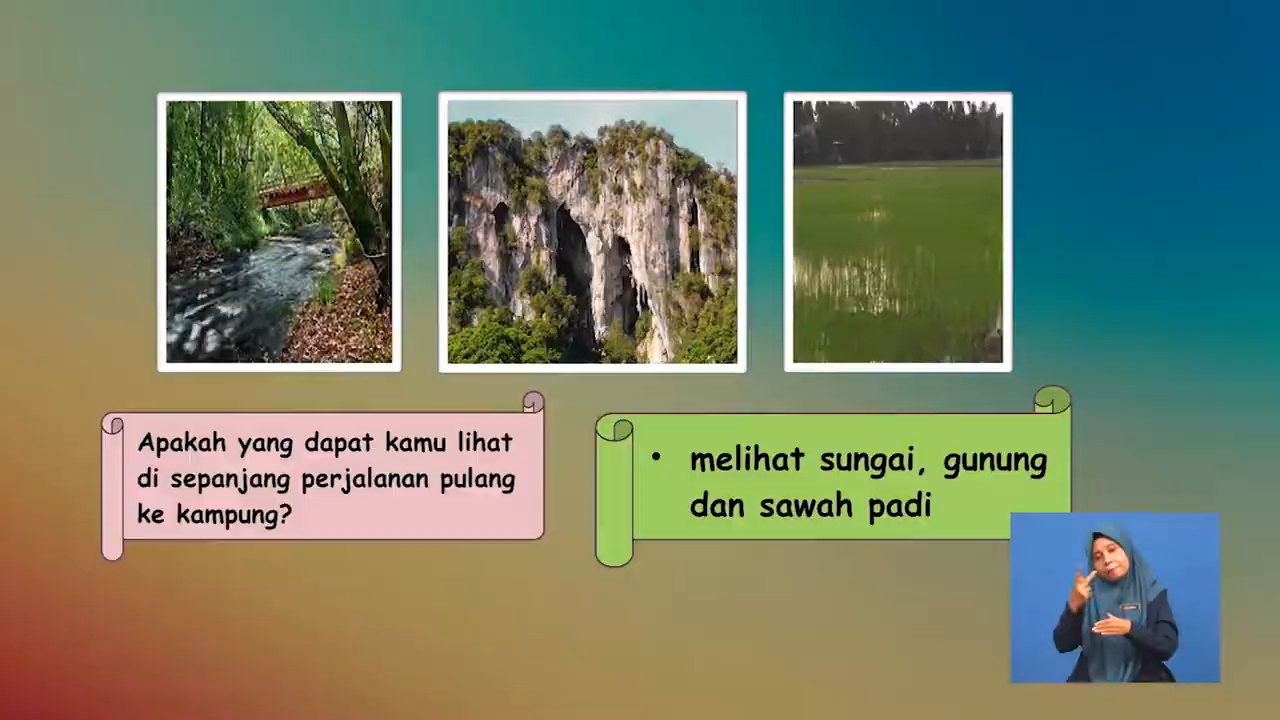 Apakah yang dapat kamu lihat
di sepanjang perjalanan pulang
ke kampung?
• melihat sungai, gunung
dan sawah padi